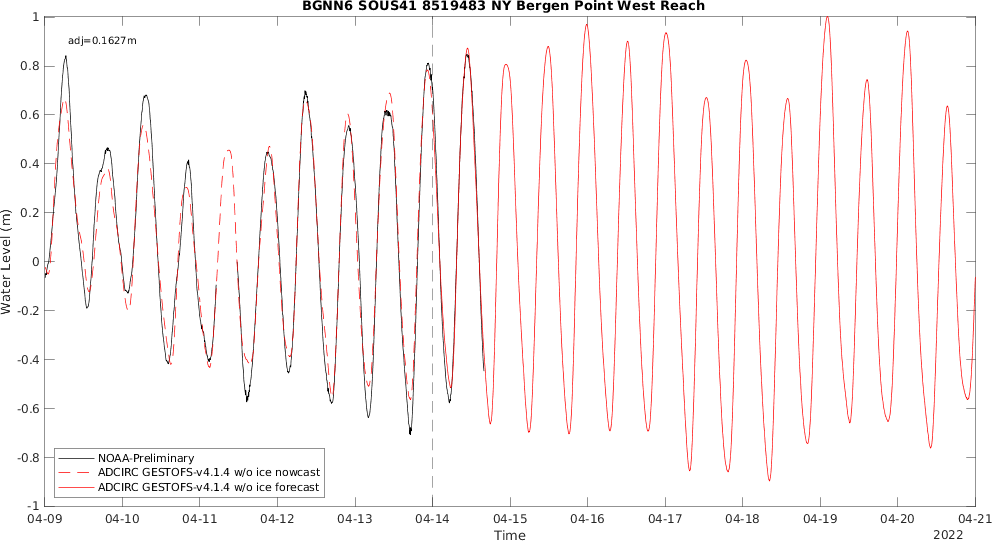 BGNN6 SOUS41 8519483 NY Bergen Point West Reach
1
adj=0.1627m
0.8
0.6
0.4
0.2
0
-0.2
-0.4
-0.6
-0.8
-1
Water Level (m)
NOAA-Preliminary
ADCIRC GESTOFS-v4.1.4 w/o ice nowcast
ADCIRC GESTOFS-v4.1.4 w/o ice forecast
04-09 04-10 04-11 04-12 04-13 04-14 04-15 04-16 04-17 04-18 04-19 04-20 04-21
Time
2022